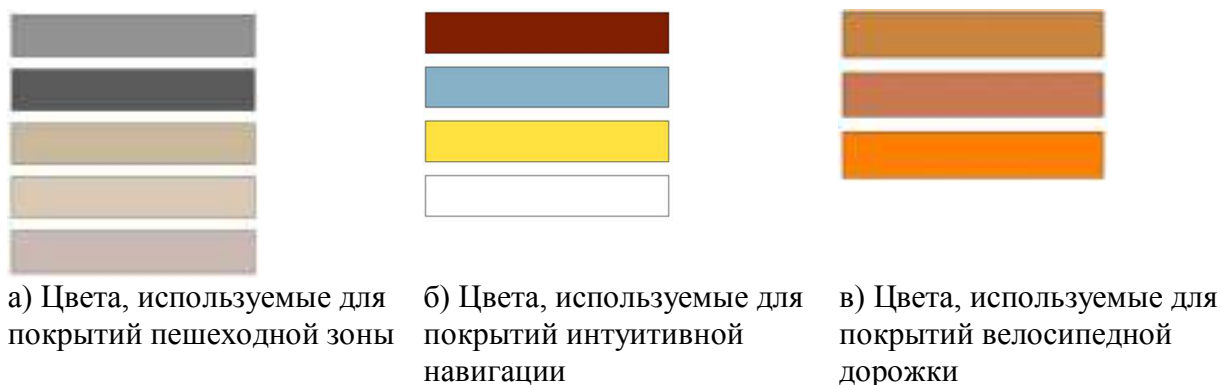 а) Цвета, используемые для
покрытий пешеходной зоны
б) Цвета, используемые для
покрытий интуитивной
навигации
в) Цвета, используемые для
покрытий велосипедной
дорожки